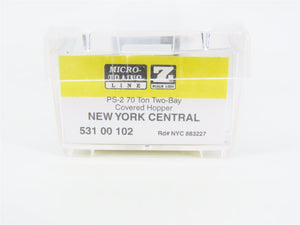 MICRO-
TRAINS
LINE
Z
PS-2 70 Ton Two-Bay
Covered Hopper
NEW YORK CENTRAL
531 00 102 Rd# NYC 883227